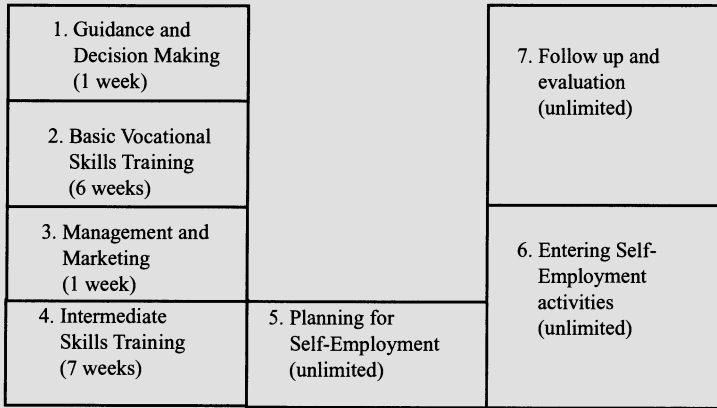 1. Guidance and
Decision Making
(1 week)
2. Basic Vocational
Skills Training
(6 weeks)
3. Management and
Marketing
(1 week)
4. Intermediate
Skills Training
(7 weeks)
5. Planning for
Self-Employment
(unlimited)
6. Entering Self-
Employment
activities
(unlimited)
7. Follow up and
evaluation
(unlimited)